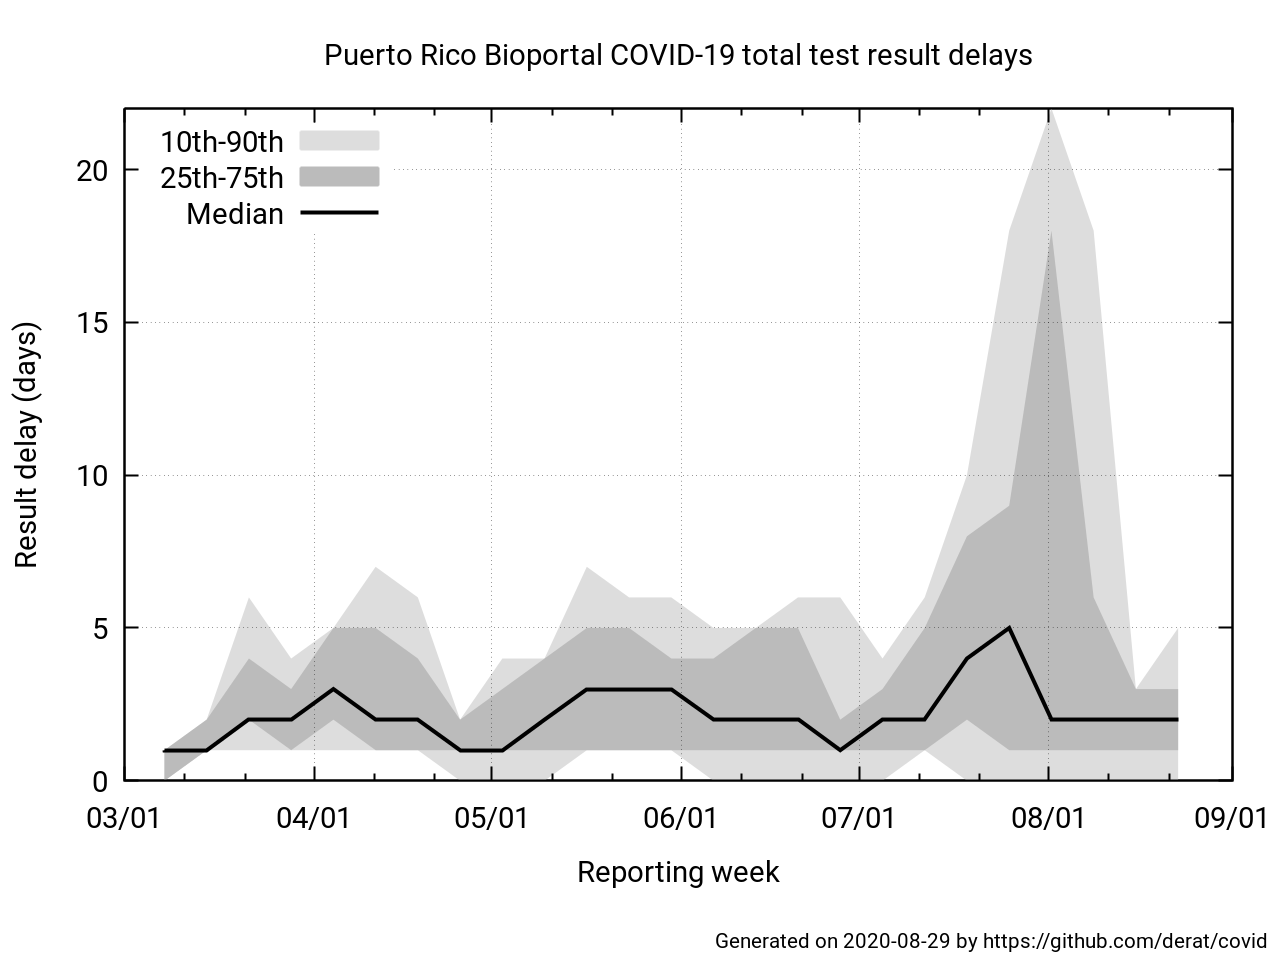 Puerto Rico Bioportal COVID-19 total test result delays
10th-90th
25th-75th
Median
20
15
10
5
0
Result delay (days)
03/01 04/01 05/01 06/01 07/01 08/01 09/01
Reporting week
Generated on 2020-08-29 by https://github.com/derat/covid